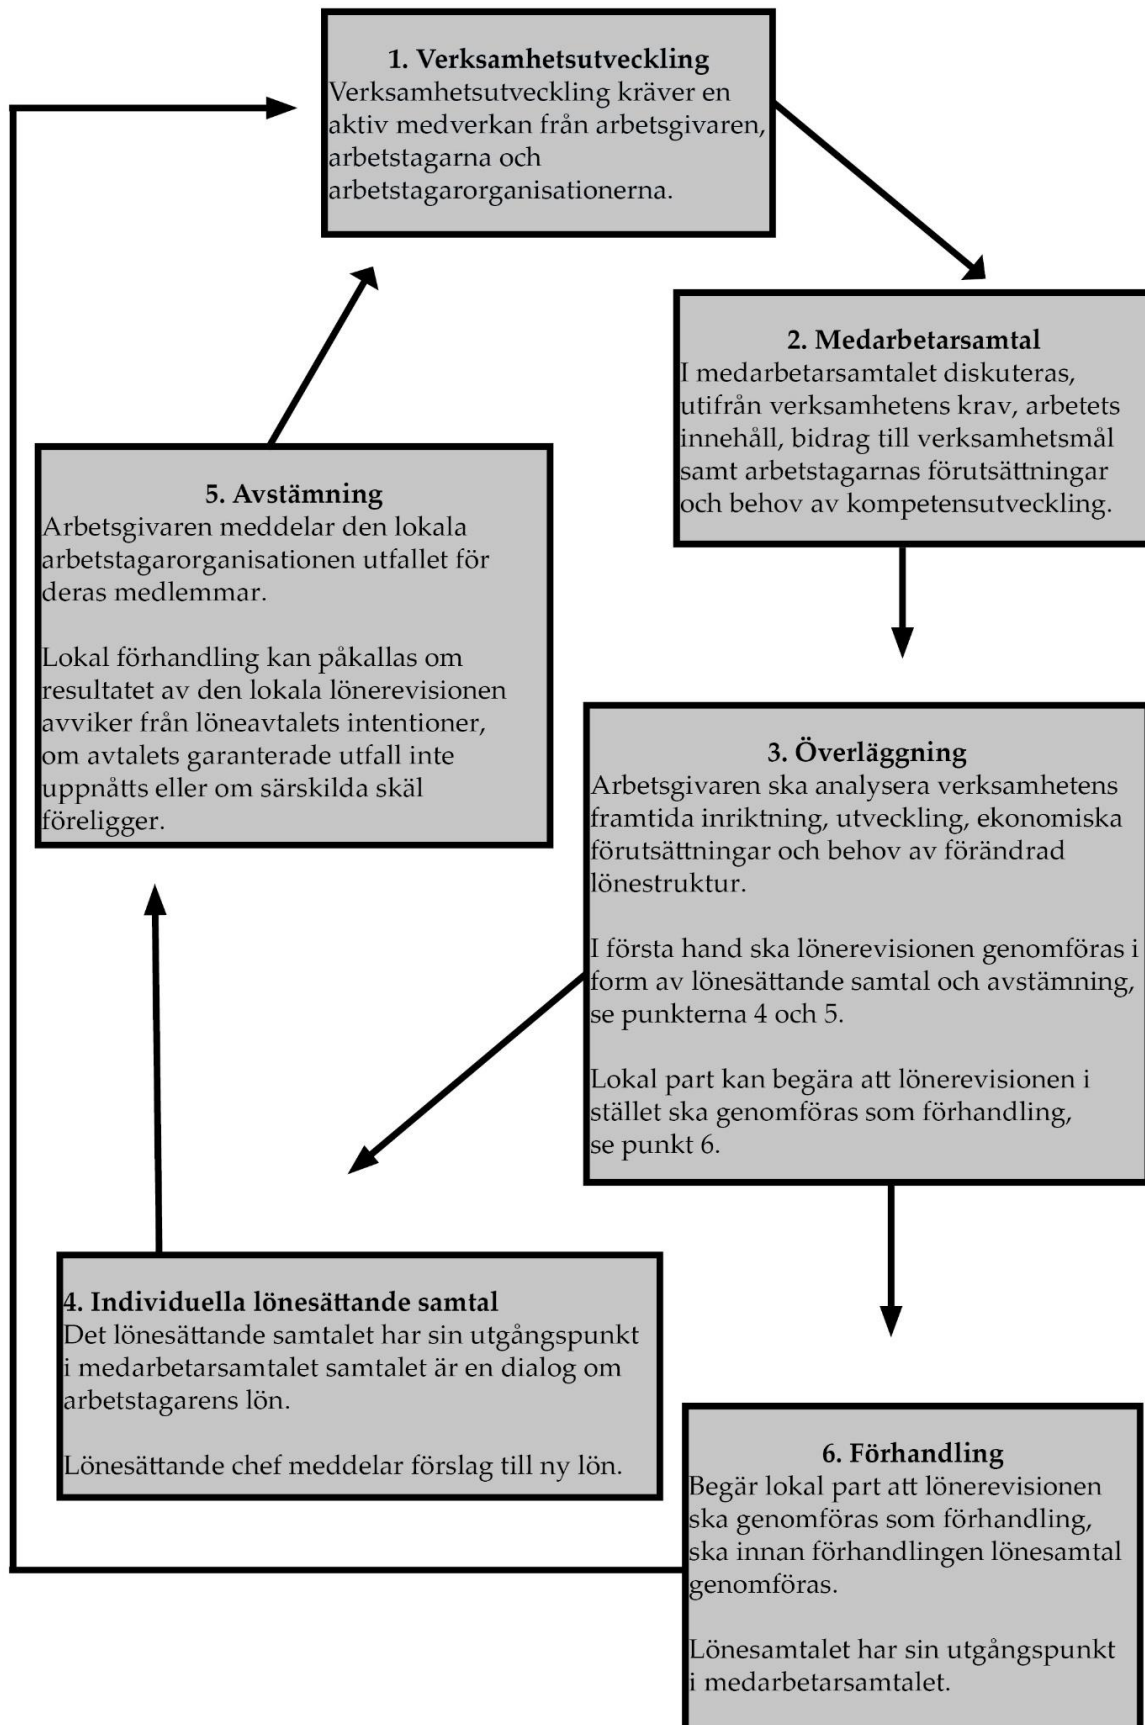 1. Verksamhetsutveckling
Verksamhetsutveckling kräver en
aktiv medverkan från arbetsgivaren,
arbetstagarna och
arbetstagarorganisationerna.
2. Medarbetarsamtal
I medarbetarsamtalet diskuteras,
utifrån verksamhetens krav, arbetets
innehåll, bidrag till verksamhetsmål
samt arbetstagarnas förutsättningar
och behov av kompetensutveckling.
3. Överläggning
Arbetsgivaren ska analysera verksamhetens
framtida inriktning, utveckling, ekonomiska
förutsättningar och behov av förändrad
lönestruktur.
I första hand ska lönerevisionen genomföras i
form av lönesättande samtal och avstämning,
se punkterna 4 och 5.
Lokal part kan begära att lönerevisionen i
stället ska genomföras som förhandling,
se punkt 6.
4. Individuella lönesättande samtal
Det lönesättande samtalet har sin utgångspunkt
i medarbetarsamtalet samtalet är en dialog om
arbetstagarens lön.
Lönesättande chef meddelar förslag till ny lön.
5. Avstämning
Arbetsgivaren meddelar den lokala
arbetstagarorganisationen utfallet för
deras medlemmar.
Lokal förhandling kan påkallas om
resultatet av den lokala lönerevisionen
avviker från löneavtalets intentioner,
om avtalets garanterade utfall inte
uppnåtts eller om särskilda skäl
föreligger.
6. Förhandling
Begär lokal part att lönerevisionen
ska genomföras som förhandling,
ska innan förhandlingen lönesamtal
genomföras.
Lönesamtalet har sin utgångspunkt
i medarbetarsamtalet.